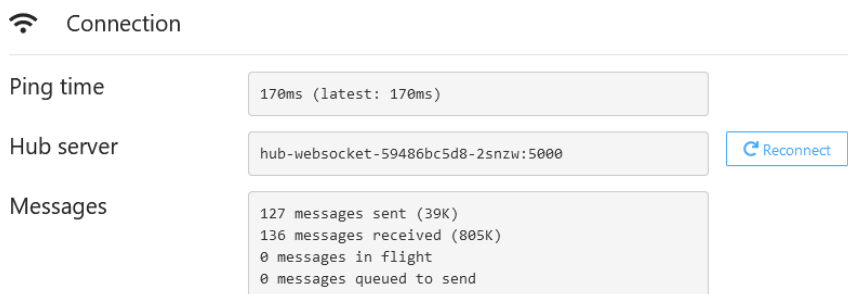 Connection
Ping time
170ms (latest: 170ms)
Hub server
hub-websocket-59486bc5d8-2snzw:5000
Reconnect
Messages
127 messages sent (39K)
136 messages received (805K)
0 messages in flight
0 messages queued to send